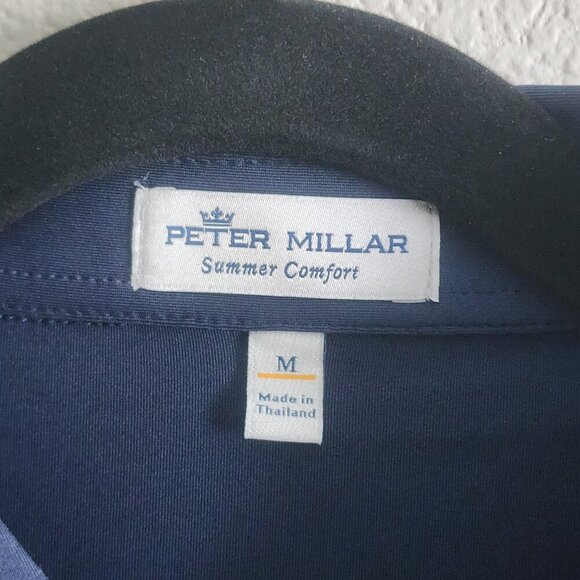 PETER MILLAR
Summer Comfort
M
Made in
Thailand